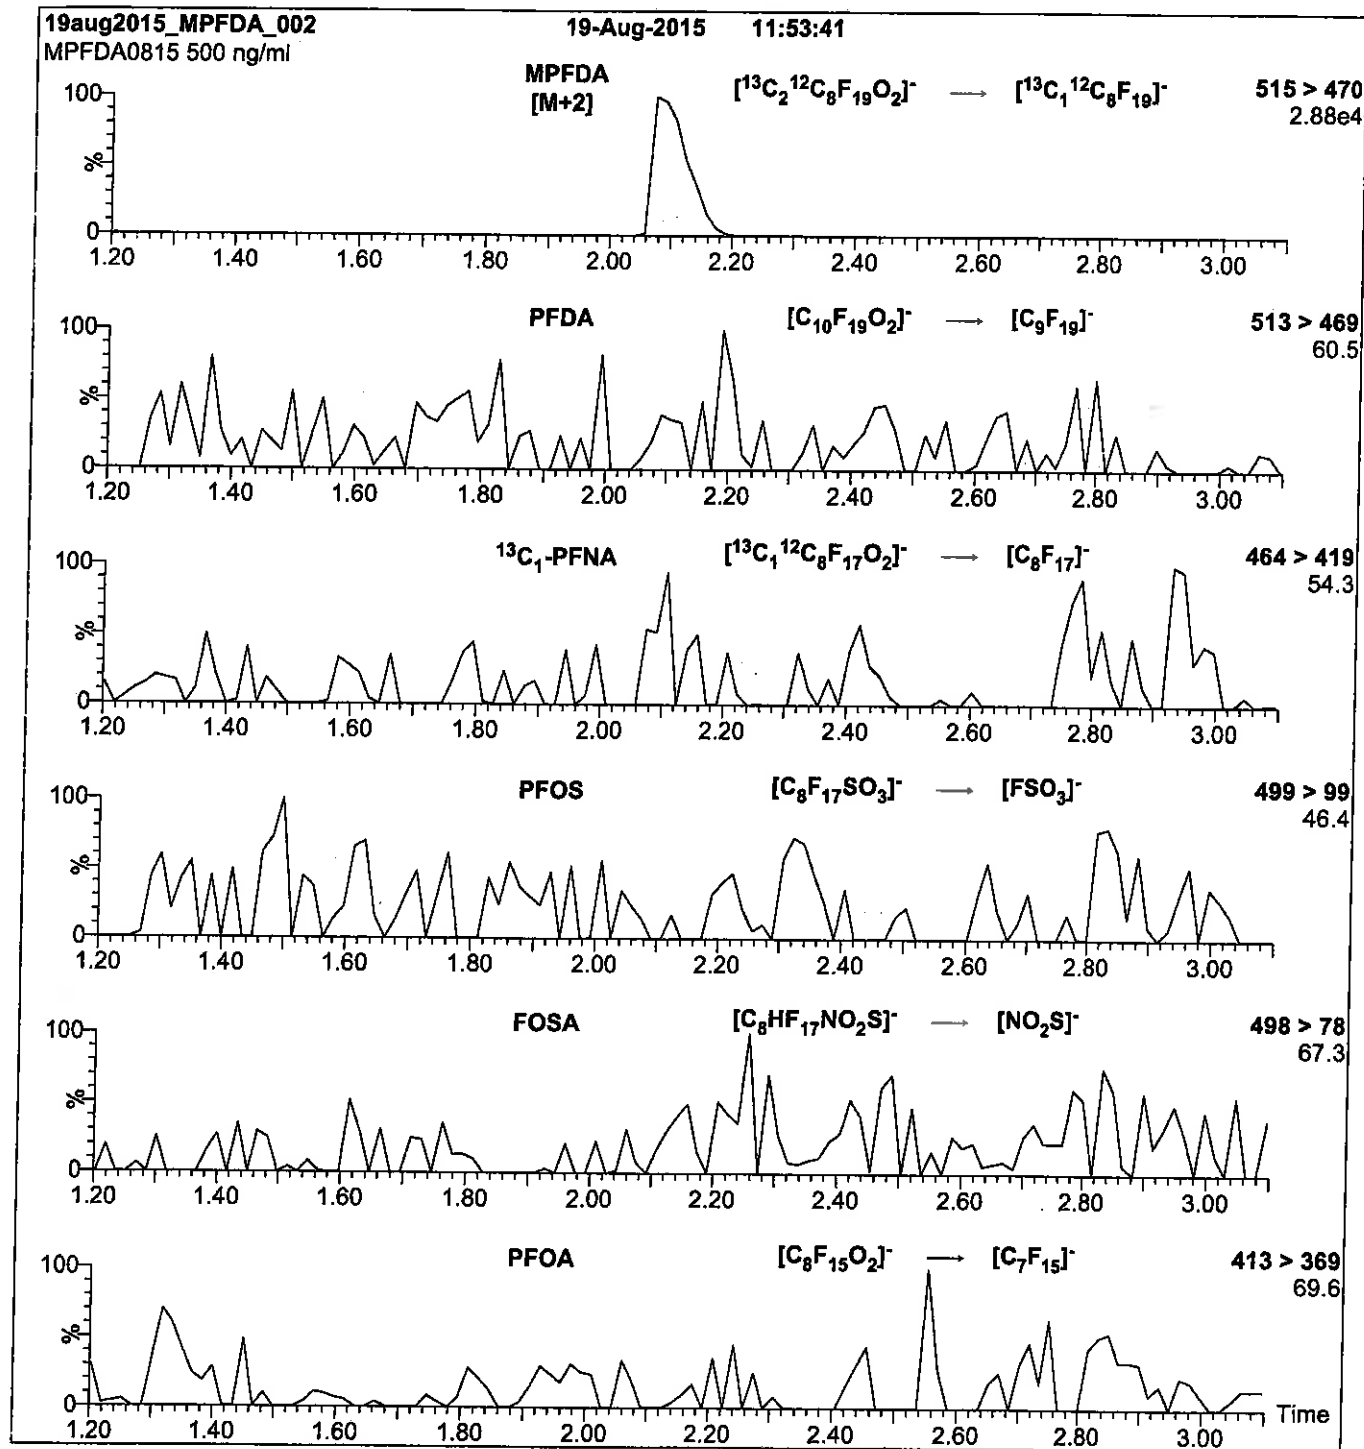 19aug2015_MPFDA_002 19-Aug-2015 11:53:41
MPFDA0815 500 ng/ml
MPFDA [¹³C₂¹²C₈F₁₉O₂]⁻ → [¹³C₁¹²C₈F₁₉]⁻ 515 > 470
[M+2] 2.88e4
100
%
0
1.20 1.40 1.60 1.80 2.00 2.20 2.40 2.60 2.80 3.00
PFDA [C₁₀F₁₉O₂]⁻ → [C₉F₁₉]⁻ 513 > 469
60.5
100
%
0
1.20 1.40 1.60 1.80 2.00 2.20 2.40 2.60 2.80 3.00
¹³C₁-PFNA [¹³C₁¹²C₈F₁₇O₂]⁻ → [C₈F₁₇]⁻ 464 > 419
54.3
100
%
0
1.20 1.40 1.60 1.80 2.00 2.20 2.40 2.60 2.80 3.00
PFOS [C₈F₁₇SO₃]⁻ → [FSO₃]⁻ 499 > 99
46.4
100
%
0
1.20 1.40 1.60 1.80 2.00 2.20 2.40 2.60 2.80 3.00
FOSA [C₈HF₁₇NO₂S]⁻ → [NO₂S]⁻ 498 > 78
67.3
100
%
0
1.20 1.40 1.60 1.80 2.00 2.20 2.40 2.60 2.80 3.00
PFOA [C₈F₁₅O₂]⁻ → [C₇F₁₅]⁻ 413 > 369
69.6
100
%
0
1.20 1.40 1.60 1.80 2.00 2.20 2.40 2.60 2.80 3.00 Time